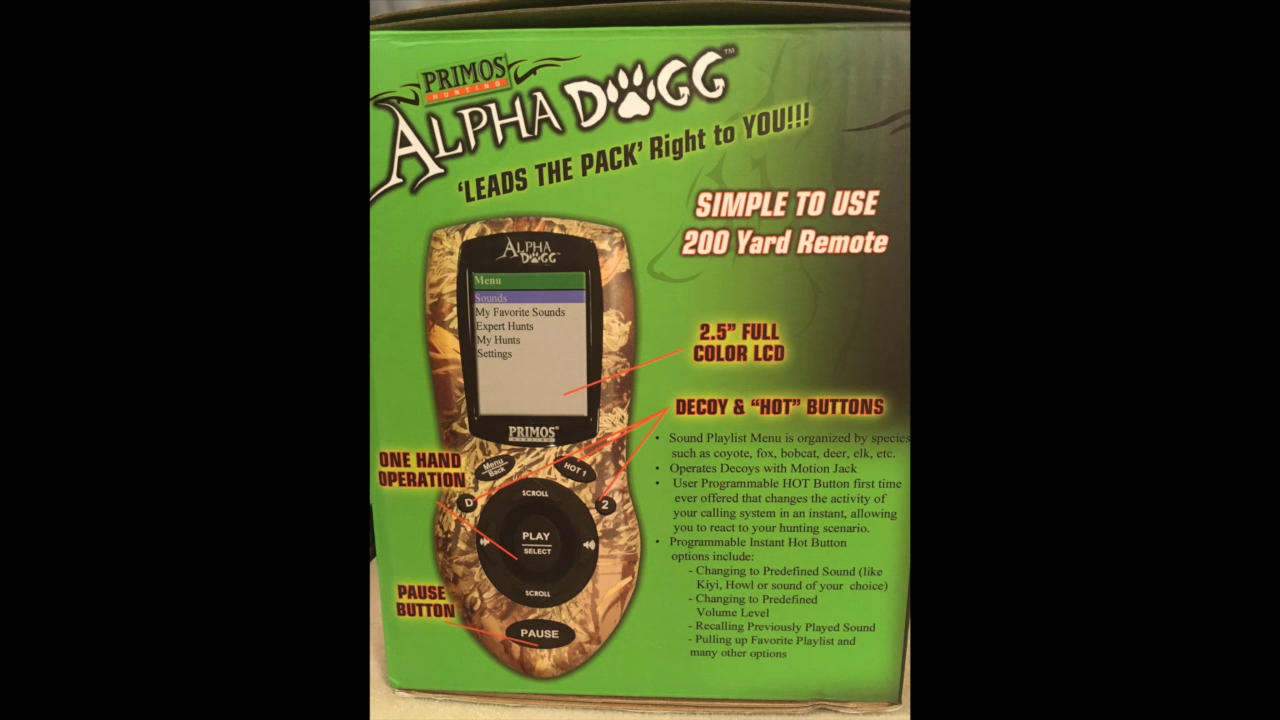 PRIMOS
HUNTING
ALPHA DOGG™
'LEADS THE PACK' Right to YOU!!!
SIMPLE TO USE
200 Yard Remote
ALPHA
DOGG
Menu
Sounds
My Favorite Sounds
Expert Hunts
My Hunts
Settings
PRIMOS®
HUNTING
2.5" FULL
COLOR LCD
DECOY & "HOT" BUTTONS
• Sound Playlist Menu is organized by species
such as coyote, fox, bobcat, deer, elk, etc.
• Operates Decoys with Motion Jack
• User Programmable HOT Button first time
ever offered that changes the activity of
your calling system in an instant, allowing
you to react to your hunting scenario.
• Programmable Instant Hot Button
options include:
- Changing to Predefined Sound (like
Kiyi, Howl or sound of your choice)
- Changing to Predefined
Volume Level
- Recalling Previously Played Sound
- Pulling up Favorite Playlist and
many other options
ONE HAND
OPERATION
Menu
Back
HOT 1
D
2
SCROLL
PLAY
SELECT
SCROLL
PAUSE
BUTTON
PAUSE